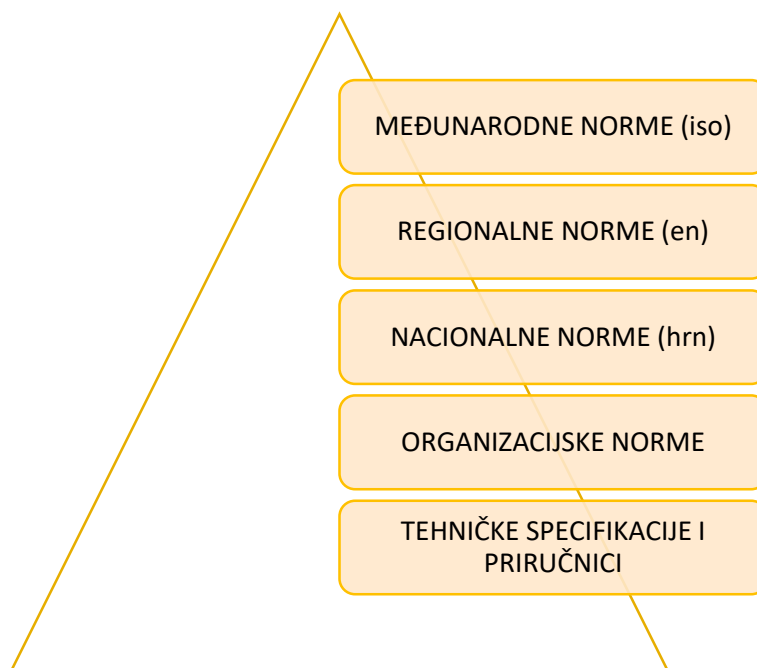 MEĐUNARODNE NORME (iso)
REGIONALNE NORME (en)
NACIONALNE NORME (hrn)
ORGANIZACIJSKE NORME
TEHNIČKE SPECIFIKACIJE I
PRIRUČNICI